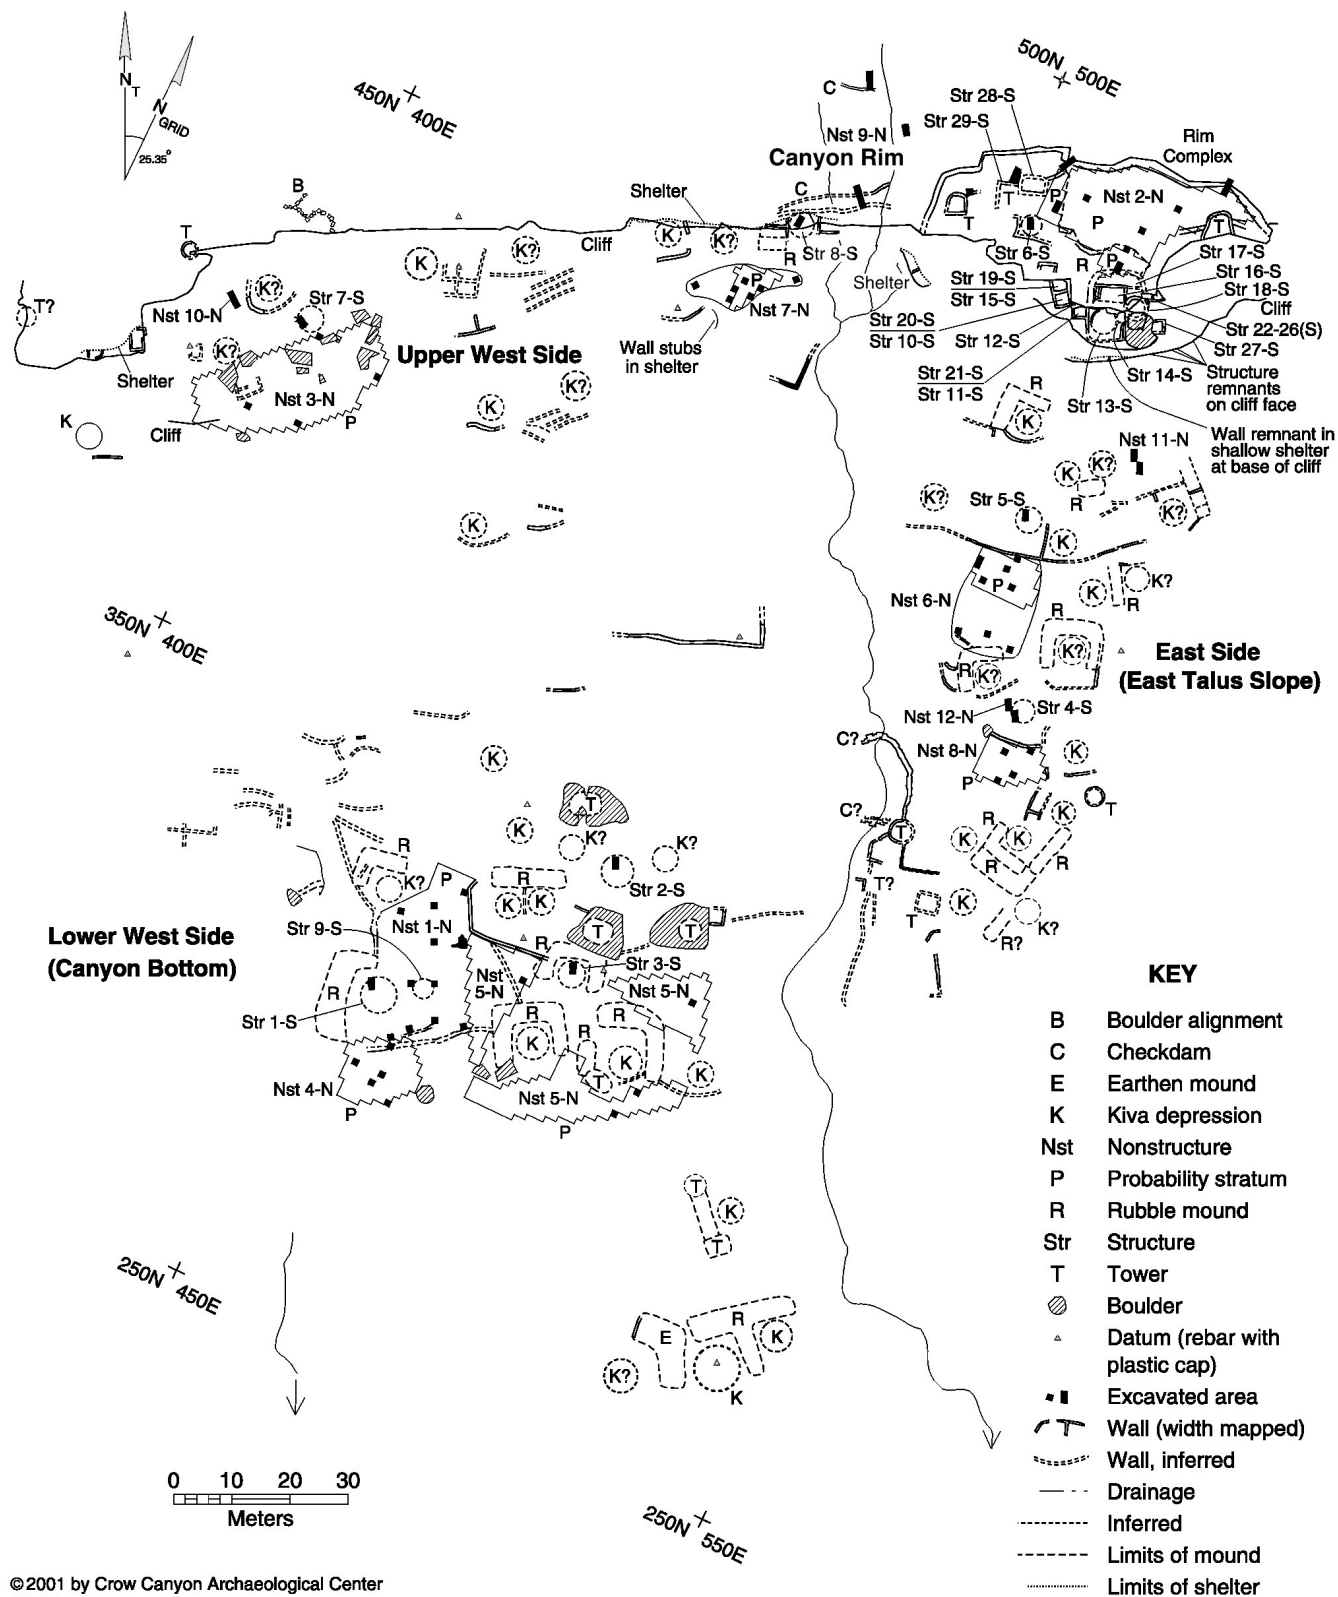 500N 500E
450N 400E
N T
N GRID
25.35°
C
Str 28-S
Str 29-S
Nst 9-N
Canyon Rim
Rim
Complex
B
Shelter
C
T
P
Nst 2-N
T
P
T
T
K
K?
Cliff
R
Str 8-S
Str 6-S
R
P
Str 17-S
K
K?
Shelter
Str 19-S
Str 16-S
Str 15-S
Str 18-S
Cliff
T?
Nst 10-N
K?
Str 7-S
P
Nst 7-N
Str 20-S
Str 10-S
Str 12-S
Str 22-26(S)
Str 27-S
K?
Upper West Side
Wall stubs
in shelter
Shelter
Str 21-S
Str 11-S
Str 14-S
Structure
remnants
on cliff face
Str 13-S
K?
R
Nst 3-N
P
K
K
K
Cliff
Wall remnant in
shallow shelter
at base of cliff
Nst 11-N
K
K?
R
K?
Str 5-S
K?
K
K
P
K
K?
R
Nst 6-N
R
350N 400E
K?
East Side
(East Talus Slope)
R
K?
Nst 12-N
Str 4-S
C?
Nst 8-N
K
P
K
T
T
C?
K
R
K
K
K
T
R
R
K?
K?
R
K?
R
K?
P
T?
T
K
K?
R?
K
K
Str 2-S
Str 9-S
Nst 1-N
T
T
Lower West Side
(Canyon Bottom)
R
Str 3-S
Nst
5-N
Nst 5-N
R
Str 1-S
R
R
R
K
K
K
T
Nst 4-N
Nst 5-N
P
P
T
K
T
E
R
K
K?
K
250N 450E
250N 550E
KEY
B Boulder alignment
C Checkdam
E Earthen mound
K Kiva depression
Nst Nonstructure
P Probability stratum
R Rubble mound
Str Structure
T Tower
Boulder
Datum (rebar with
plastic cap)
Excavated area
Wall (width mapped)
Wall, inferred
Drainage
Inferred
Limits of mound
Limits of shelter
0 10 20 30
Meters
©2001 by Crow Canyon Archaeological Center